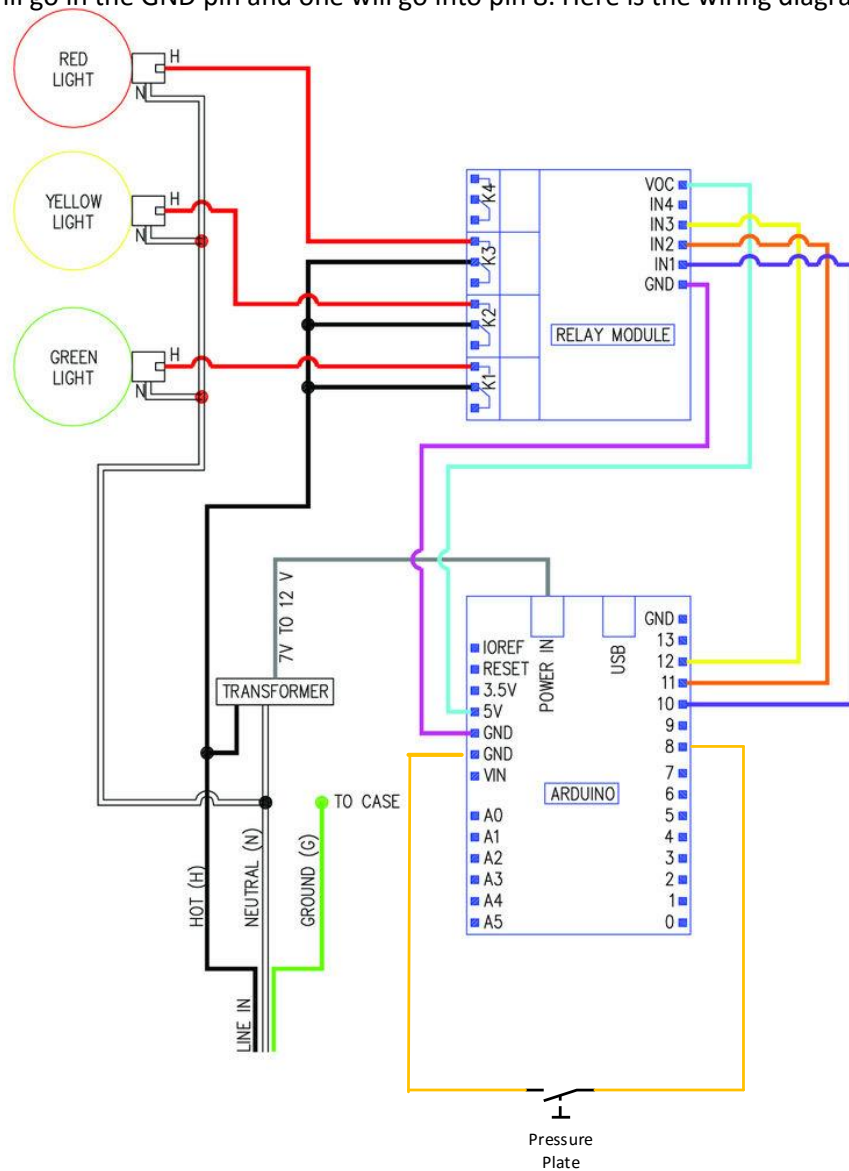 ll go in the GND pin and one will go into pin 8. Here is the wiring diagra
RED
LIGHT
H
N
YELLOW
LIGHT
H
N
GREEN
LIGHT
H
N
K4
K3
K2
K1
VOC
IN4
IN3
IN2
IN1
GND
RELAY MODULE
7V TO 12 V
TRANSFORMER
TO CASE
HOT (H)
NEUTRAL (N)
GROUND (G)
LINE IN
POWER IN
USB
IOREF
RESET
3.5V
5V
GND
GND
VIN
A0
A1
A2
A3
A4
A5
ARDUINO
GND
13
12
11
10
9
8
7
6
5
4
3
2
1
0
Pressure
Plate